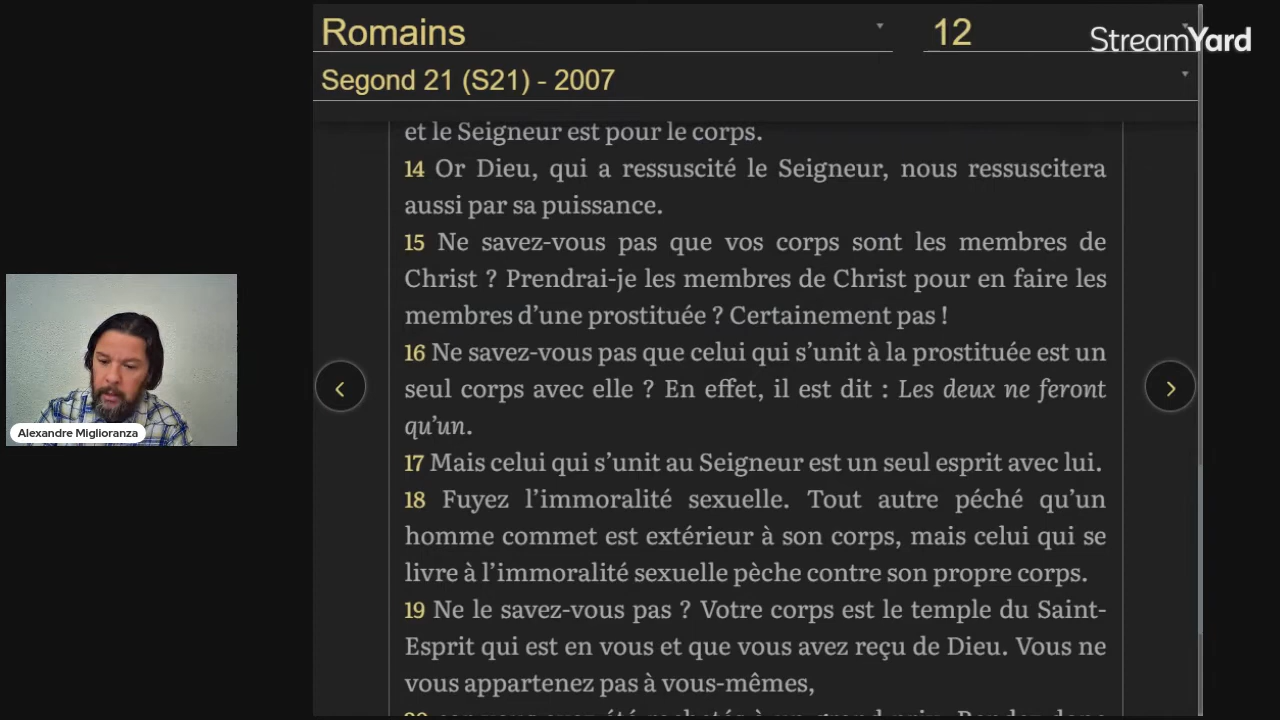 Romains
12
StreamYard
Segond 21 (S21) - 2007
et le Seigneur est pour le corps.
14 Or Dieu, qui a ressuscité le Seigneur, nous ressuscitera
aussi par sa puissance.
15 Ne savez-vous pas que vos corps sont les membres de
Christ ? Prendrai-je les membres de Christ pour en faire les
membres d’une prostituée ? Certainement pas !
16 Ne savez-vous pas que celui qui s’unit à la prostituée est un
seul corps avec elle ? En effet, il est dit : Les deux ne feront
qu’un.
17 Mais celui qui s’unit au Seigneur est un seul esprit avec lui.
18 Fuyez l’immoralité sexuelle. Tout autre péché qu’un
homme commet est extérieur à son corps, mais celui qui se
livre à l’immoralité sexuelle pèche contre son propre corps.
19 Ne le savez-vous pas ? Votre corps est le temple du Saint-
Esprit qui est en vous et que vous avez reçu de Dieu. Vous ne
vous appartenez pas à vous-mêmes,
Alexandre Miglioranza